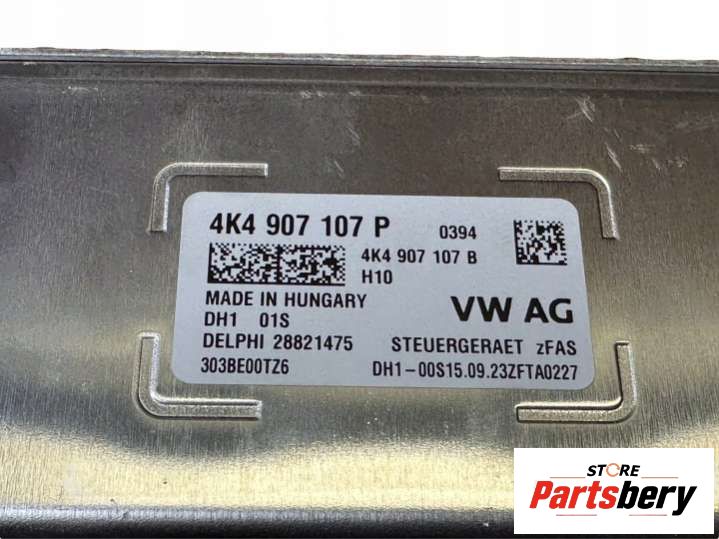 4K4 907 107 P 0394
4K4 907 107 B
H10
MADE IN HUNGARY
DH1 01S
VW AG
DELPHI 28821475 STEUERGERAET zFAS
303BE00TZ6 DH1-00S15.09.23ZFTA0227
STORE
Partsbery